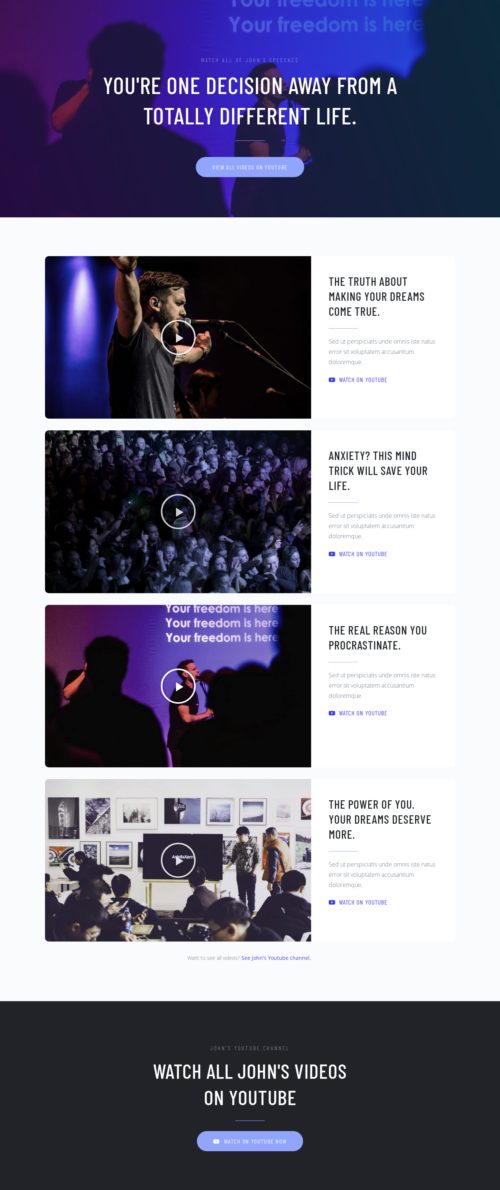 Your freedom is here
Your freedom is here
WATCH ALL OF JOHN'S SPEECHES
YOU'RE ONE DECISION AWAY FROM A
TOTALLY DIFFERENT LIFE.
VIEW ALL VIDEOS ON YOUTUBE
THE TRUTH ABOUT
MAKING YOUR DREAMS
COME TRUE.
Sed ut perspiciatis unde omnis iste natus
error sit voluptatem accusantium
doloremque.
WATCH ON YOUTUBE
ANXIETY? THIS MIND
TRICK WILL SAVE YOUR
LIFE.
Sed ut perspiciatis unde omnis iste natus
error sit voluptatem accusantium
doloremque.
WATCH ON YOUTUBE
Your freedom is here
Your freedom is here
Your freedom is here
THE REAL REASON YOU
PROCRASTINATE.
Sed ut perspiciatis unde omnis iste natus
error sit voluptatem accusantium
doloremque.
WATCH ON YOUTUBE
THE POWER OF YOU.
YOUR DREAMS DESERVE
MORE.
Sed ut perspiciatis unde omnis iste natus
error sit voluptatem accusantium
doloremque.
WATCH ON YOUTUBE
Want to see all videos? See John's Youtube channel.
JOHN'S YOUTUBE CHANNEL
WATCH ALL JOHN'S VIDEOS
ON YOUTUBE
WATCH ON YOUTUBE NOW